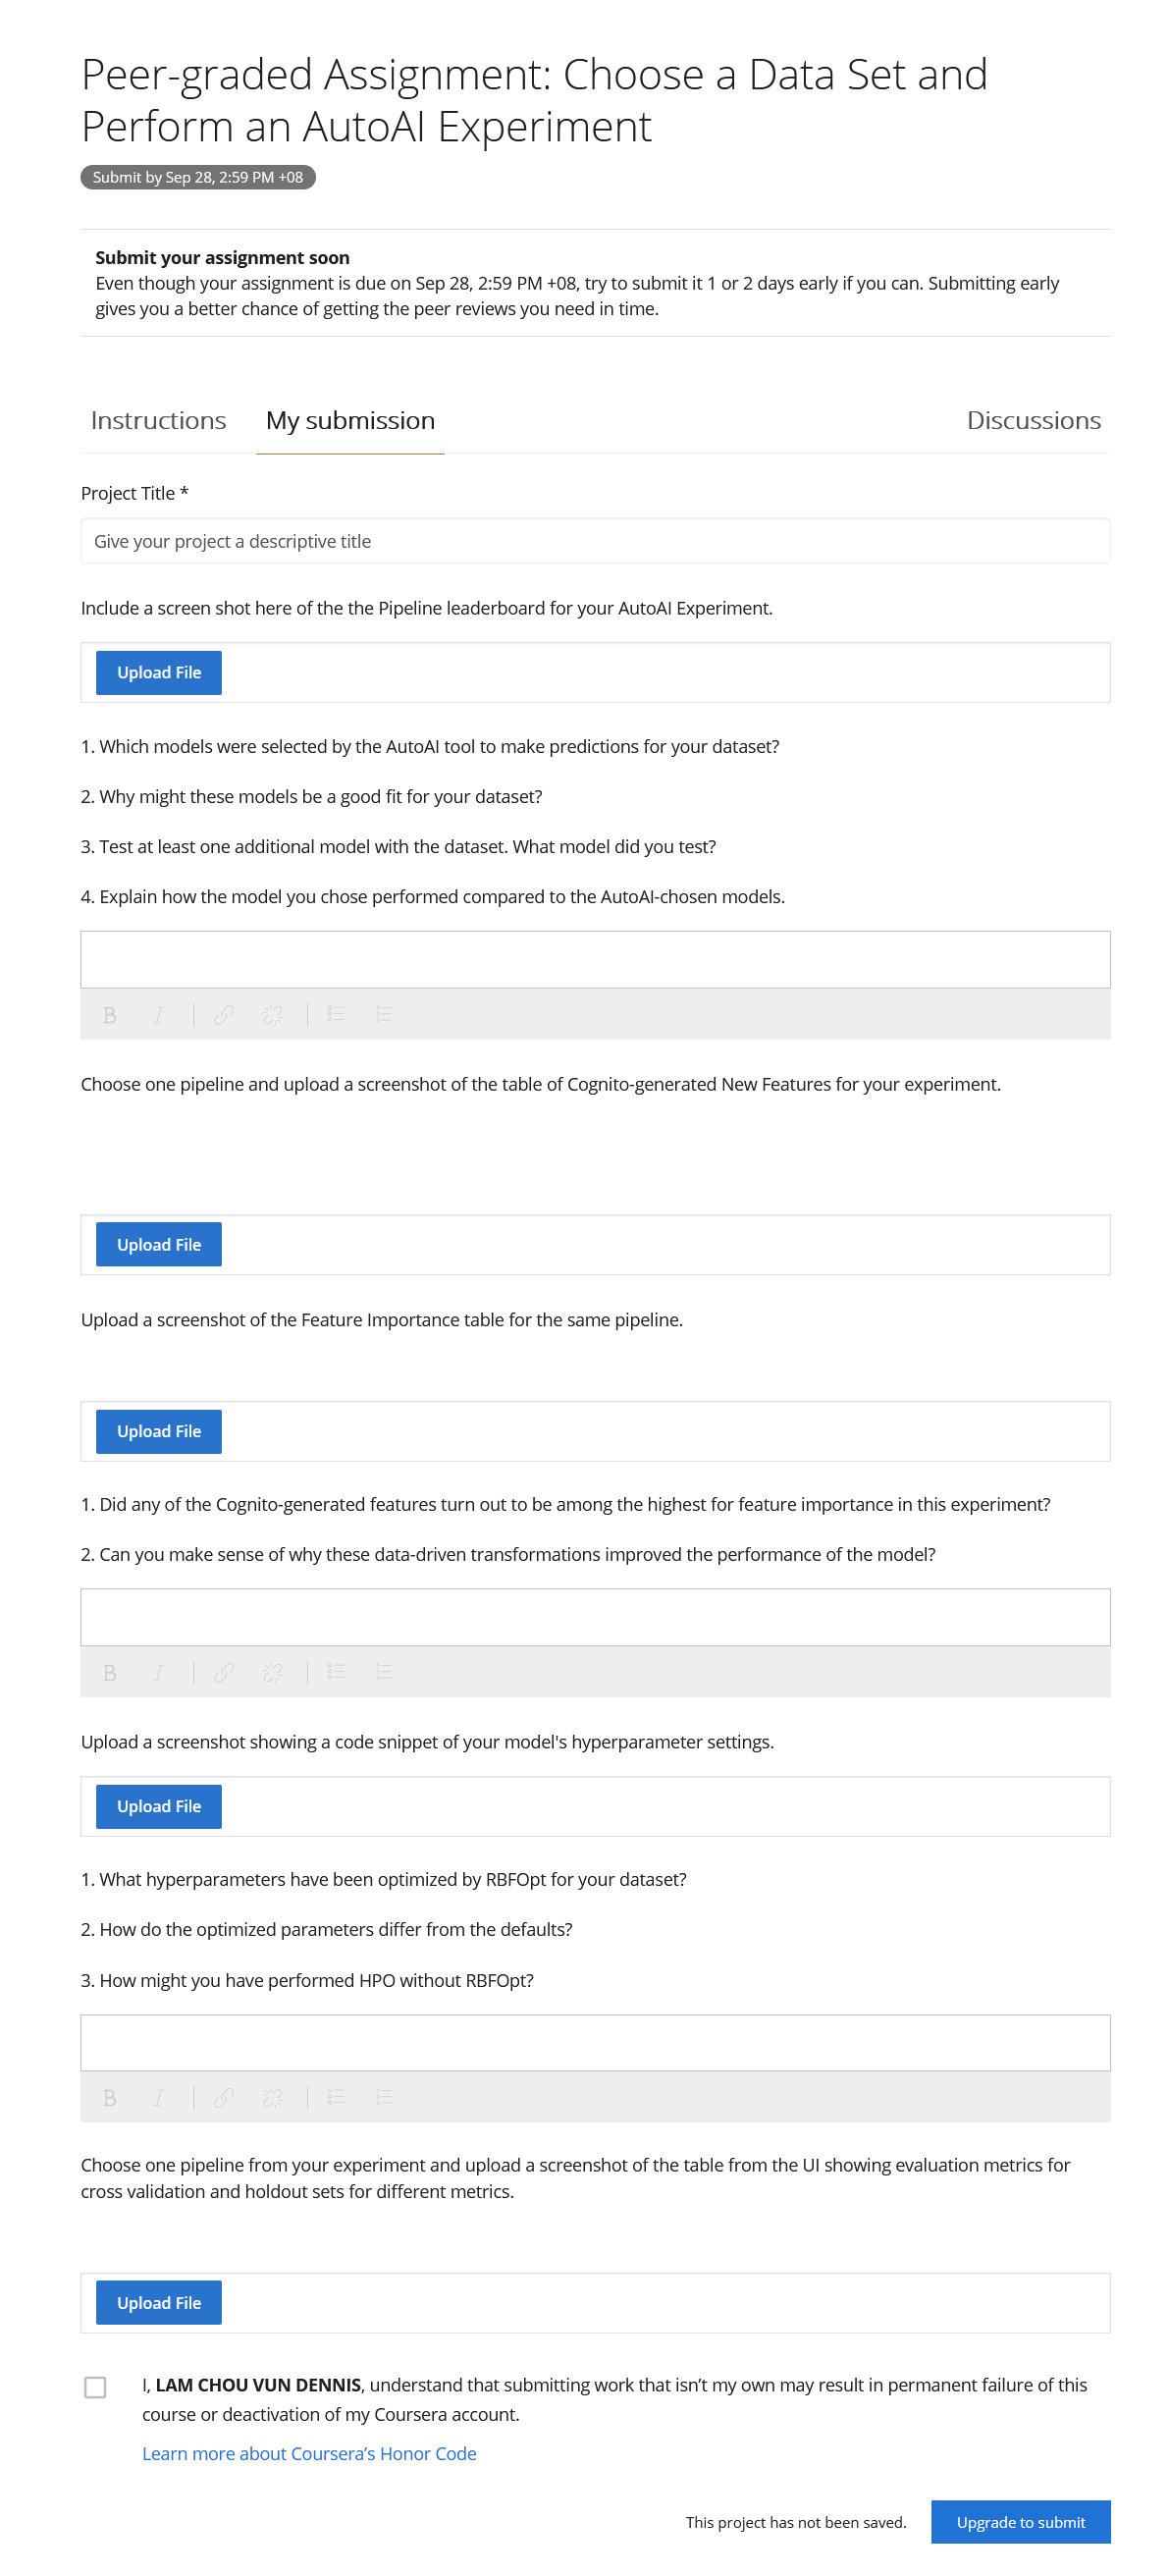 Peer-graded Assignment: Choose a Data Set and
Perform an AutoAI Experiment
Submit by Sep 28, 2:59 PM +08
Submit your assignment soon
Even though your assignment is due on Sep 28, 2:59 PM +08, try to submit it 1 or 2 days early if you can. Submitting early
gives you a better chance of getting the peer reviews you need in time.
Instructions My submission Discussions
Project Title *
Give your project a descriptive title
Include a screen shot here of the the Pipeline leaderboard for your AutoAI Experiment.
Upload File
1. Which models were selected by the AutoAI tool to make predictions for your dataset?
2. Why might these models be a good fit for your dataset?
3. Test at least one additional model with the dataset. What model did you test?
4. Explain how the model you chose performed compared to the AutoAI-chosen models.
B I
Choose one pipeline and upload a screenshot of the table of Cognito-generated New Features for your experiment.
Upload File
Upload a screenshot of the Feature Importance table for the same pipeline.
Upload File
1. Did any of the Cognito-generated features turn out to be among the highest for feature importance in this experiment?
2. Can you make sense of why these data-driven transformations improved the performance of the model?
B I
Upload a screenshot showing a code snippet of your model's hyperparameter settings.
Upload File
1. What hyperparameters have been optimized by RBFOpt for your dataset?
2. How do the optimized parameters differ from the defaults?
3. How might you have performed HPO without RBFOpt?
B I
Choose one pipeline from your experiment and upload a screenshot of the table from the UI showing evaluation metrics for
cross validation and holdout sets for different metrics.
Upload File
I, LAM CHOU VUN DENNIS, understand that submitting work that isn’t my own may result in permanent failure of this
course or deactivation of my Coursera account.
Learn more about Coursera’s Honor Code
This project has not been saved. Upgrade to submit